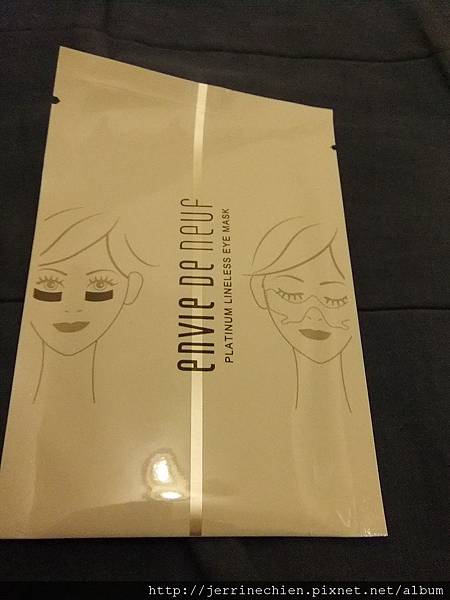 envie de neuf
PLATINUM LINELESS EYE MASK
http://jerrinechien.pixnet.net/album